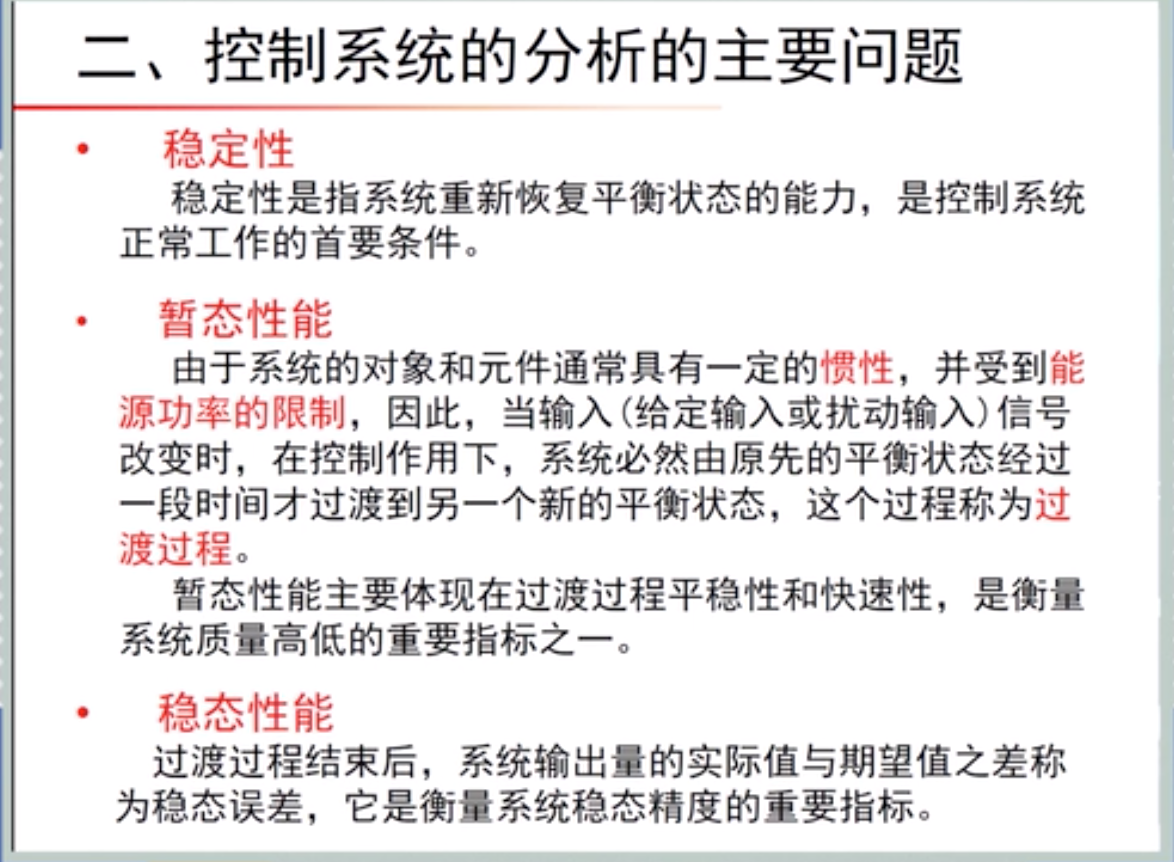 二、控制系统的分析的主要问题
• 稳定性
稳定性是指系统重新恢复平衡状态的能力，是控制系统
正常工作的首要条件。
• 暂态性能
由于系统的对象和元件通常具有一定的惯性，并受到能
源功率的限制，因此，当输入(给定输入或扰动输入)信号
改变时，在控制作用下，系统必然由原先的平衡状态经过
一段时间才过渡到另一个新的平衡状态，这个过程称为过
渡过程。
暂态性能主要体现在过渡过程平稳性和快速性，是衡量
系统质量高低的重要指标之一。
• 稳态性能
过渡过程结束后，系统输出量的实际值与期望值之差称
为稳态误差，它是衡量系统稳态精度的重要指标。